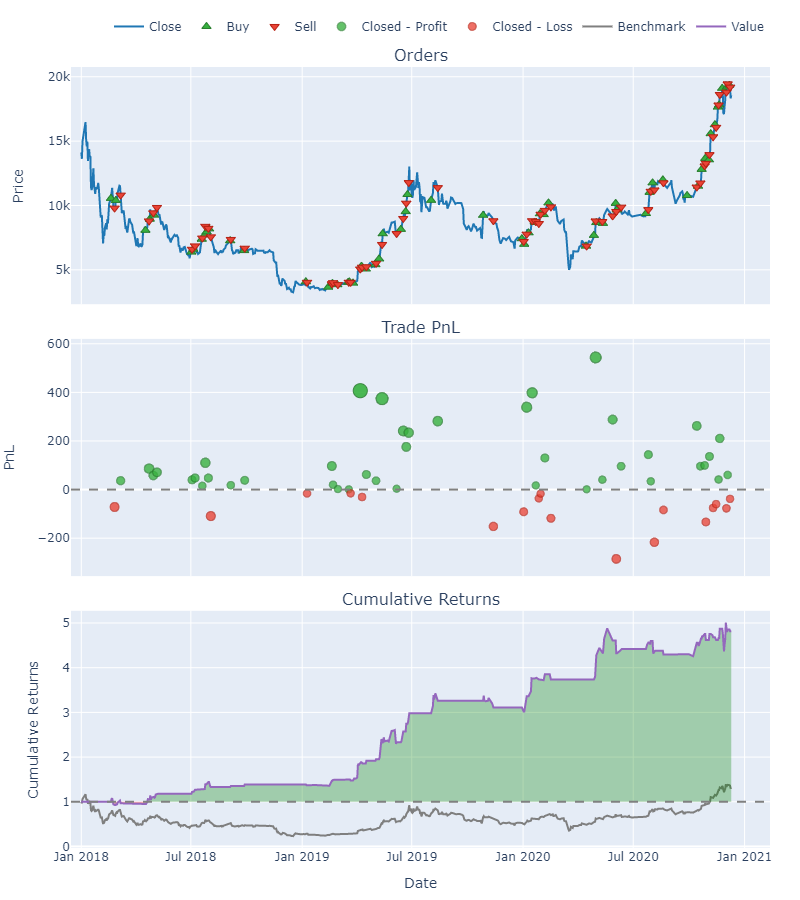 Close Buy Sell Closed - Profit Closed - Loss Benchmark Value
Orders
20k
15k
10k
5k
Price
Trade PnL
600
400
200
0
−200
PnL
Cumulative Returns
5
4
3
2
1
0
Cumulative Returns
Jan 2018 Jul 2018 Jan 2019 Jul 2019 Jan 2020 Jul 2020 Jan 2021
Date